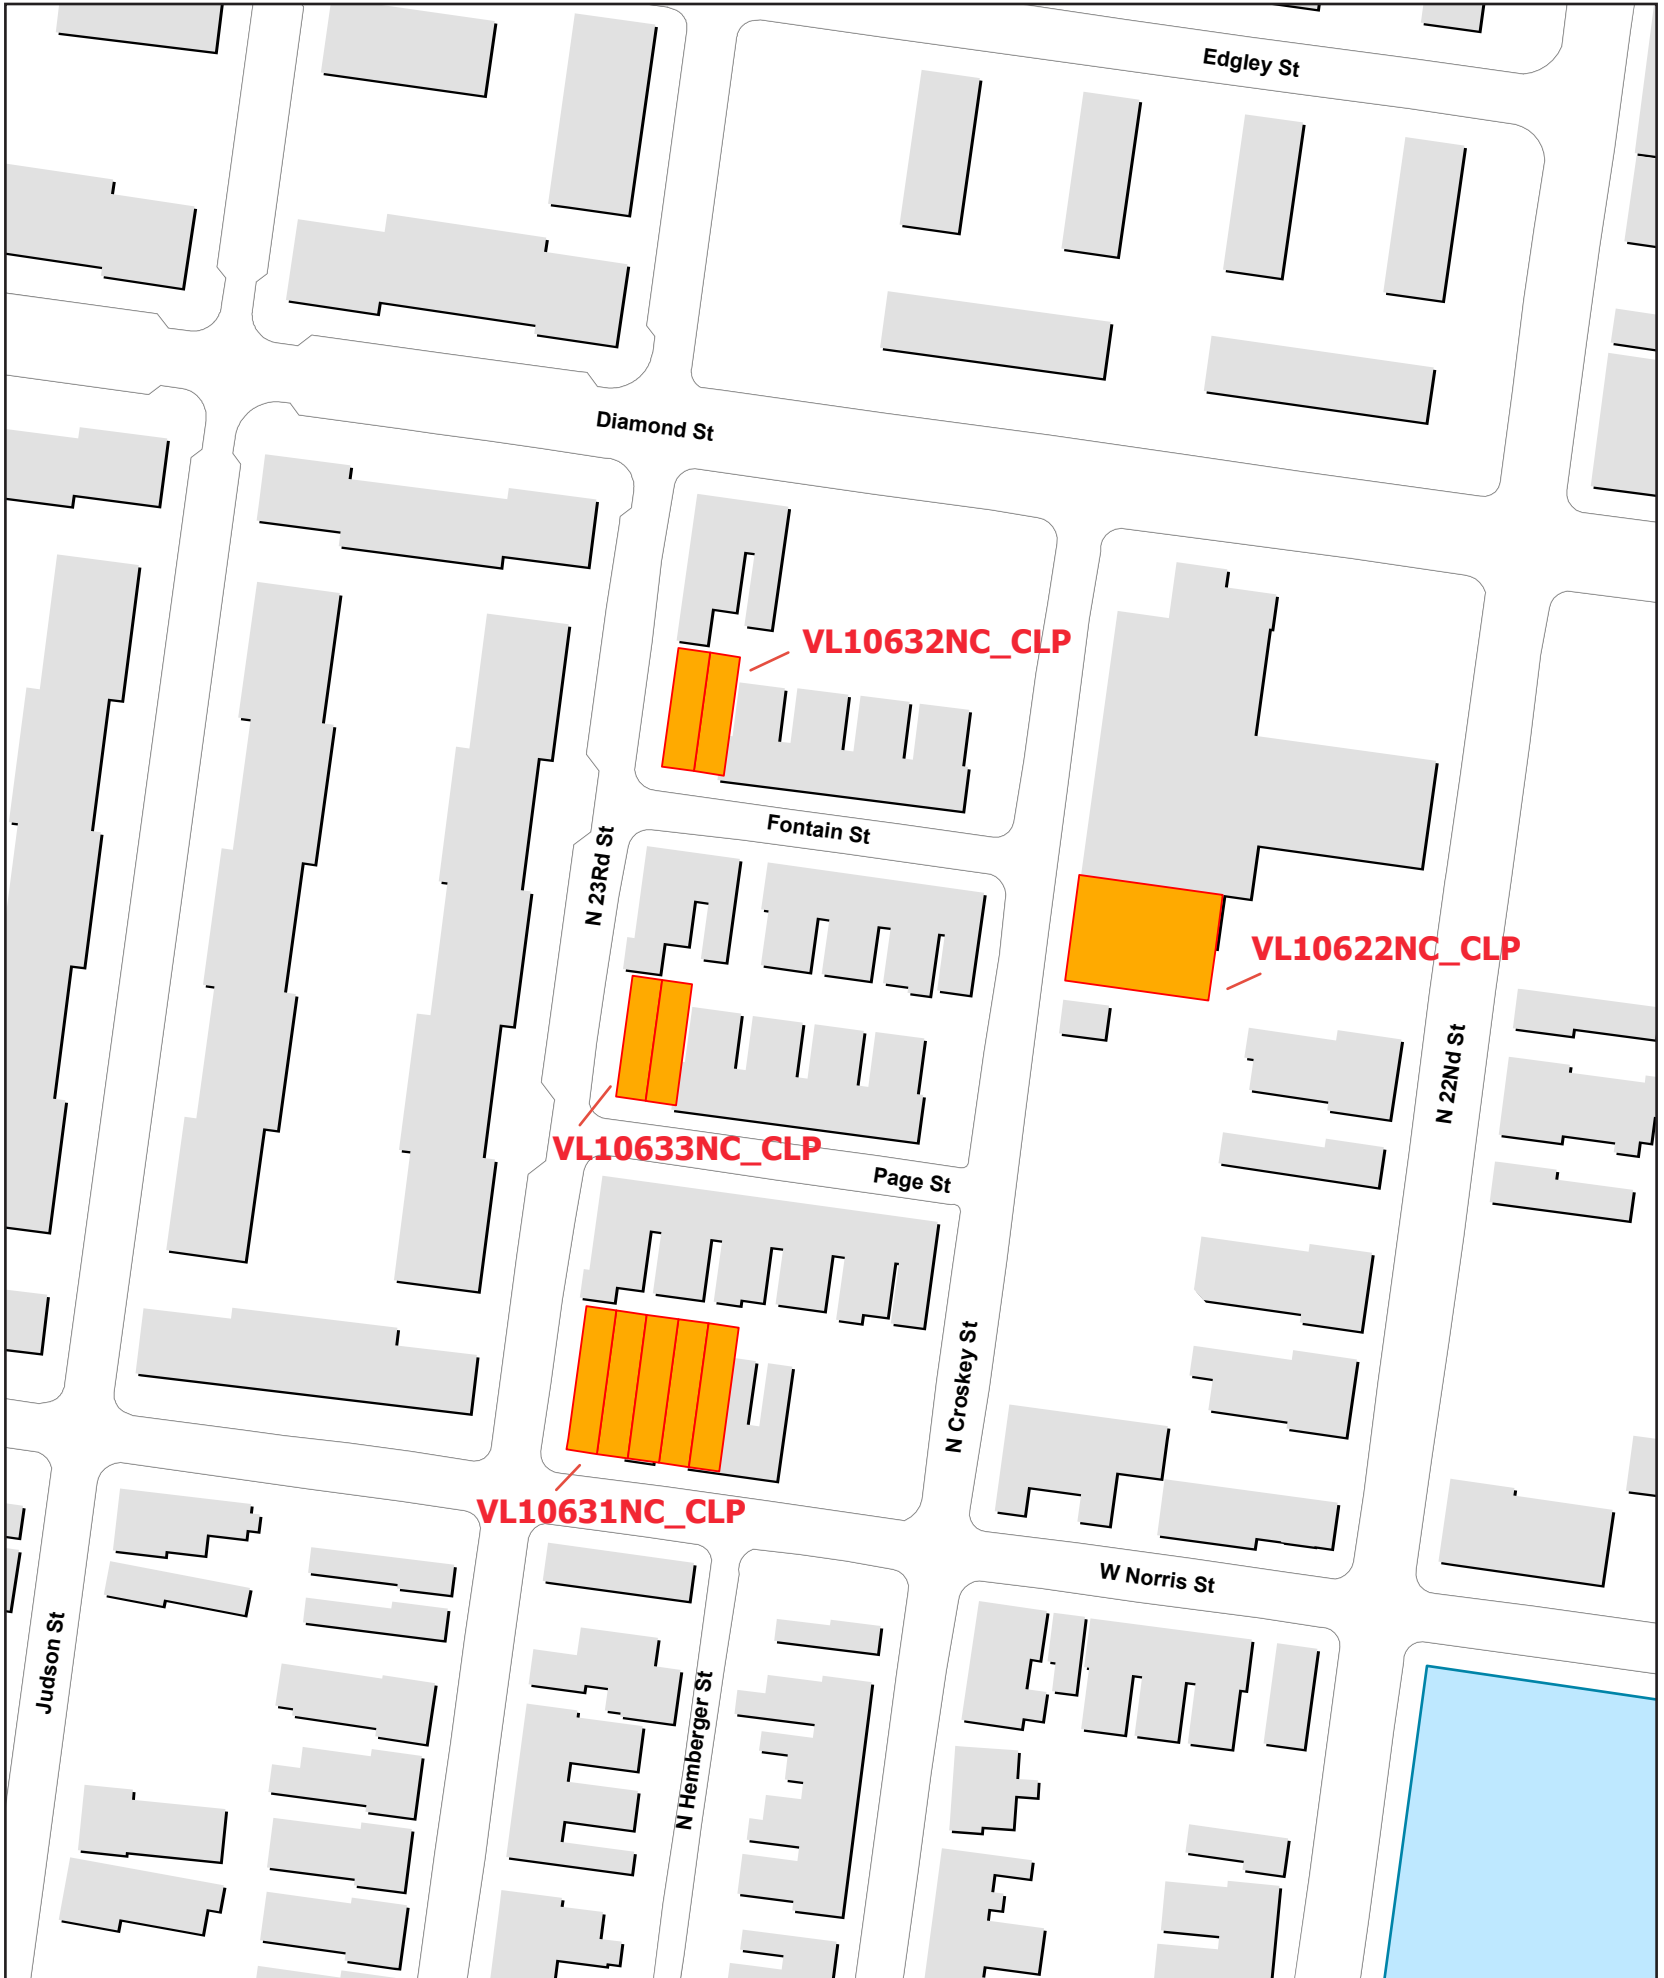 Edgley St
Diamond St
VL10632NC_CLP
Fontain St
N 23Rd St
VL10622NC_CLP
N 22Nd St
VL10633NC_CLP
Page St
N Croskey St
VL10631NC_CLP
W Norris St
Judson St
N Hemberger St